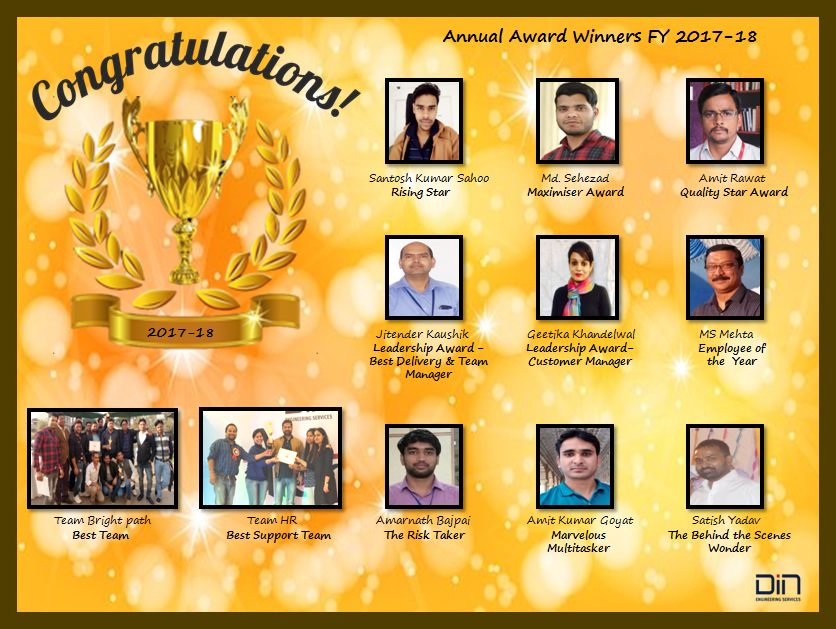 Congratulations!
Annual Award Winners FY 2017-18
2017-18
Santosh Kumar Sahoo
Rising Star
Md. Sehezad
Maximiser Award
Amit Rawat
Quality Star Award
Jitender Kaushik
Leadership Award -
Best Delivery & Team
Manager
Geetika Khandelwal
Leadership Award-
Customer Manager
MS Mehta
Employee of
the Year
Team Bright path
Best Team
ENGINEERING SERVICES
Team HR
Best Support Team
Amarnath Bajpai
The Risk Taker
Amit Kumar Goyat
Marvelous
Multitasker
Satish Yadav
The Behind the Scenes
Wonder
DiN
ENGINEERING SERVICES